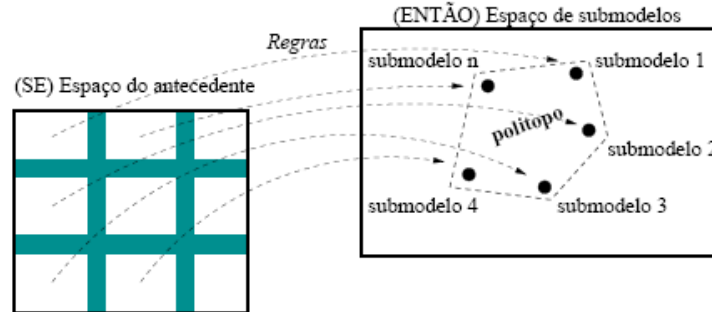 (ENTÃO) Espaço de submodelos
Regras
submodelo n
submodelo 1
(SE) Espaço do antecedente
politopo
submodelo 2
submodelo 4
submodelo 3